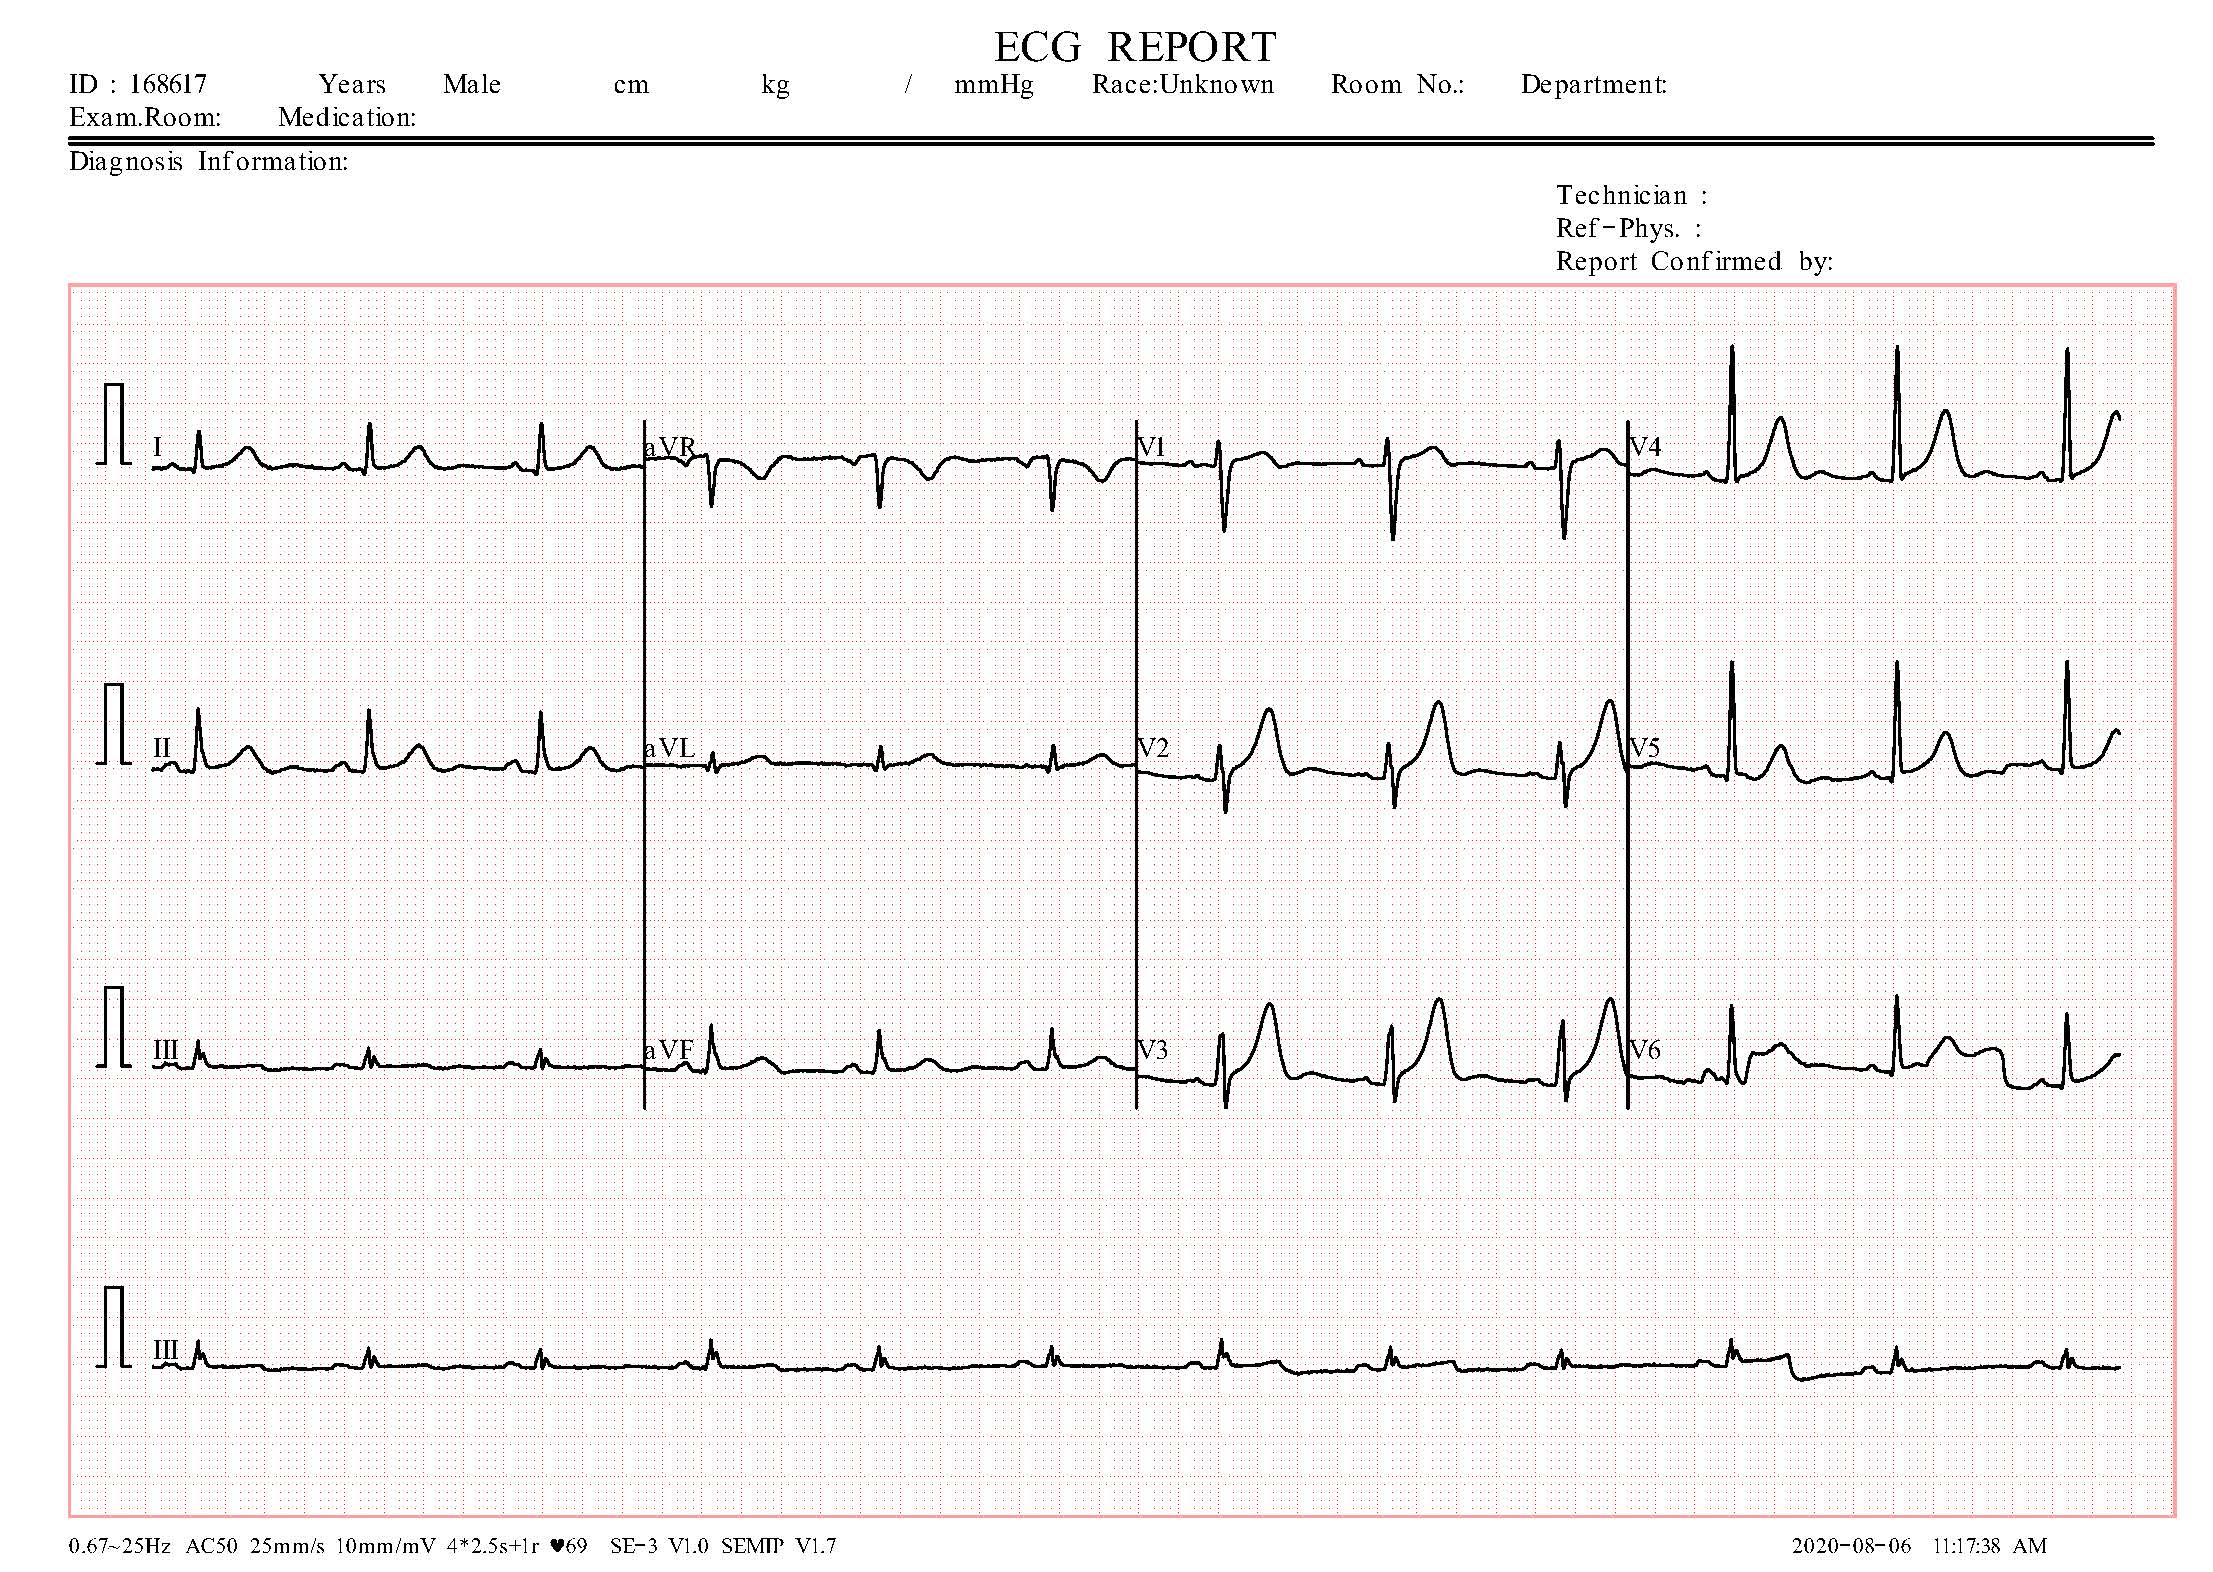 ECG REPORT
ID : 168617 Years Male cm kg / mmHg Race:Unknown Room No.: Department:
Exam.Room: Medication:
Diagnosis Information:
Technician :
Ref-Phys. :
Report Confirmed by:
I aVR V1 V4
II aVL V2 V5
III aVF V3 V6
III
0.67~25Hz AC50 25mm/s 10mm/mV 4*2.5s+1r ♥69 SE-3 V1.0 SEMIP V1.7 2020-08-06 11:17:38 AM